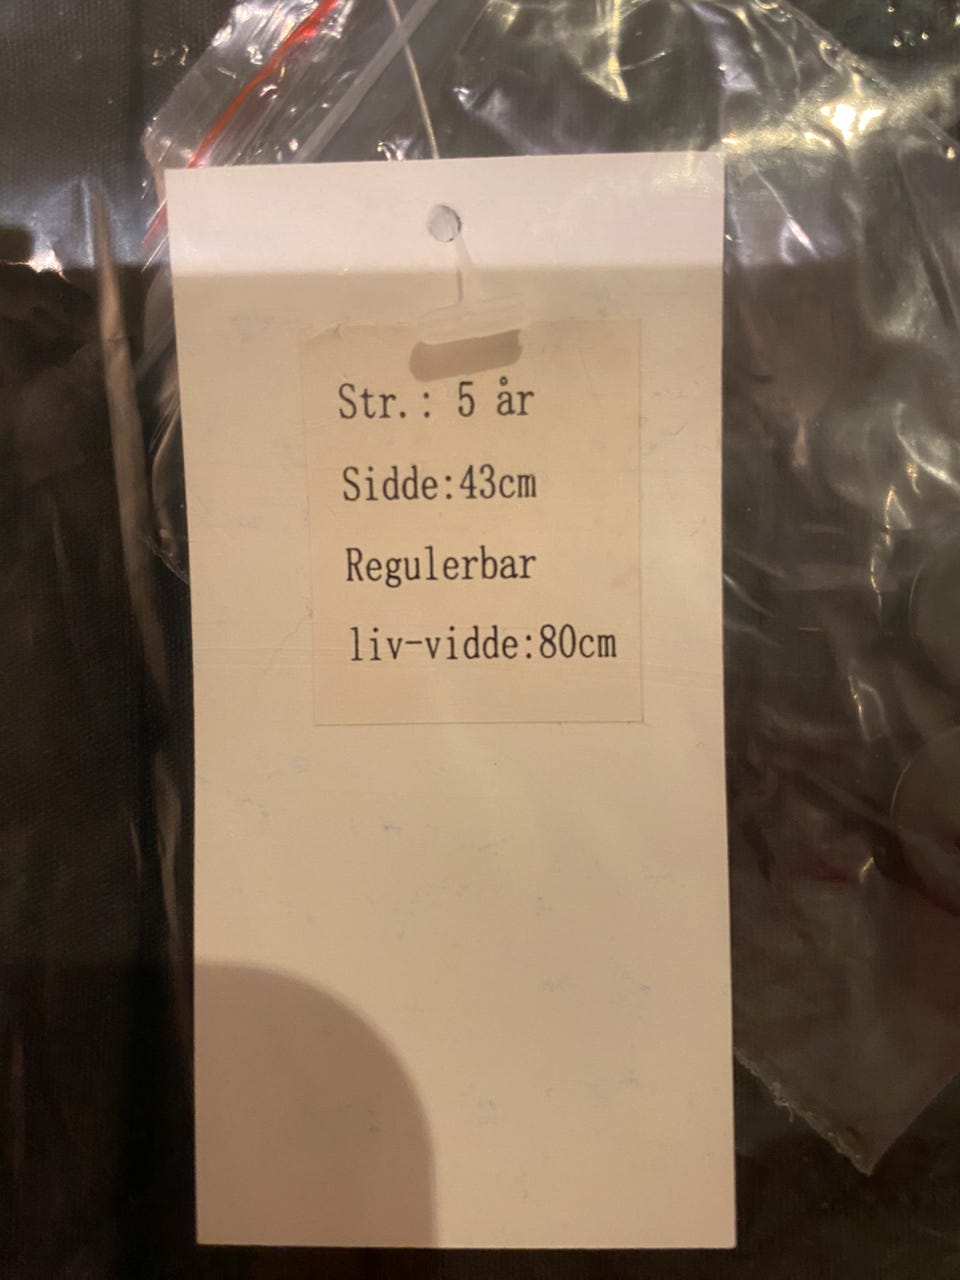 Str.: 5 år
Sidde:43cm
Regulerbar
liv-vidde:80cm